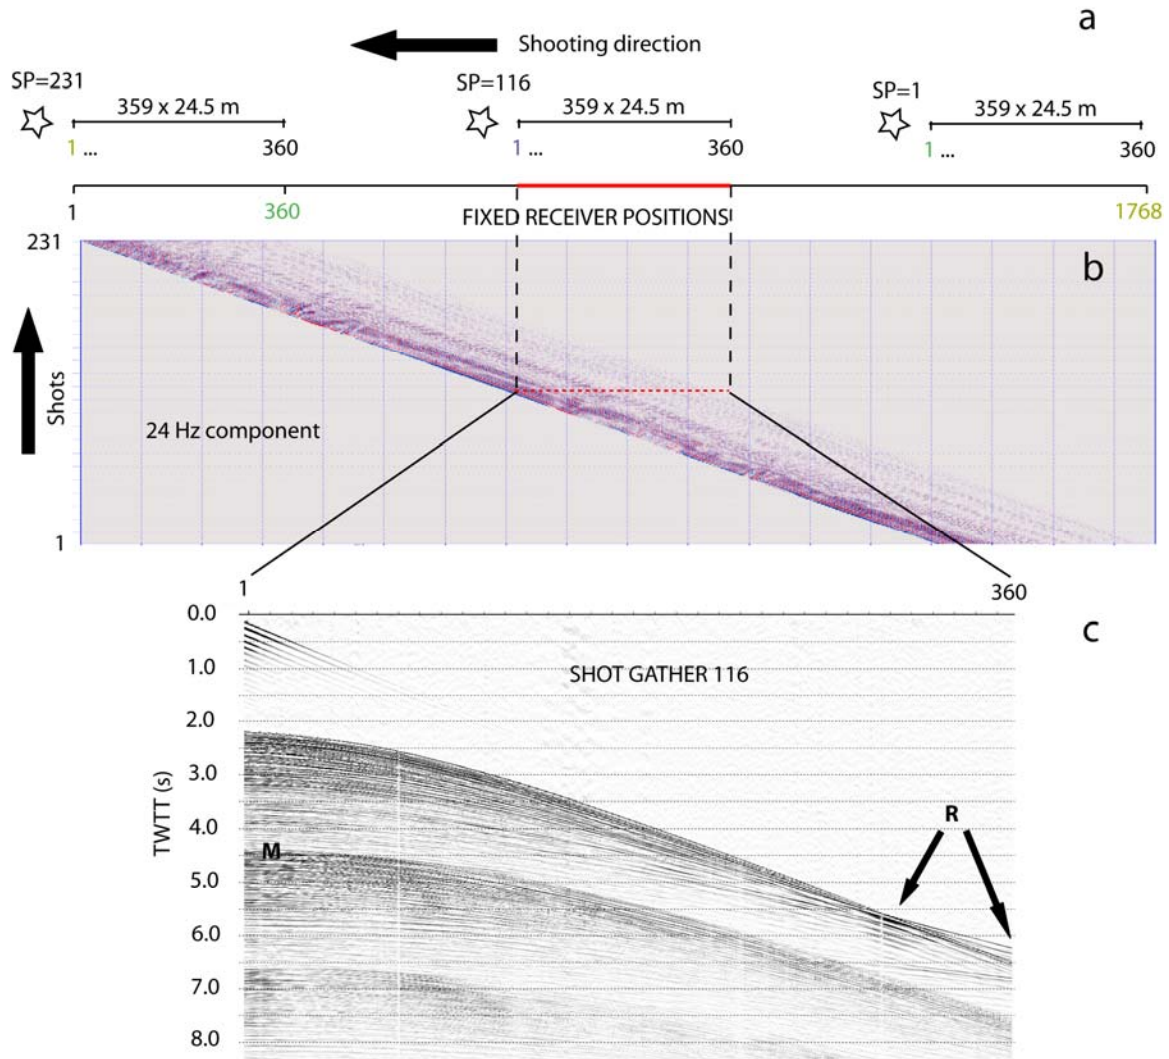 a
Shooting direction
SP=231 SP=116 SP=1
359 x 24.5 m 359 x 24.5 m 359 x 24.5 m
1 ... 360 1 ... 360 1 ... 360
1 360 FIXED RECEIVER POSITIONS 1768
231
b
Shots
24 Hz component
1
1 360
0.0
c
SHOT GATHER 116
1.0
2.0
3.0
TWTT (s)
4.0
R
M
5.0
6.0
7.0
8.0